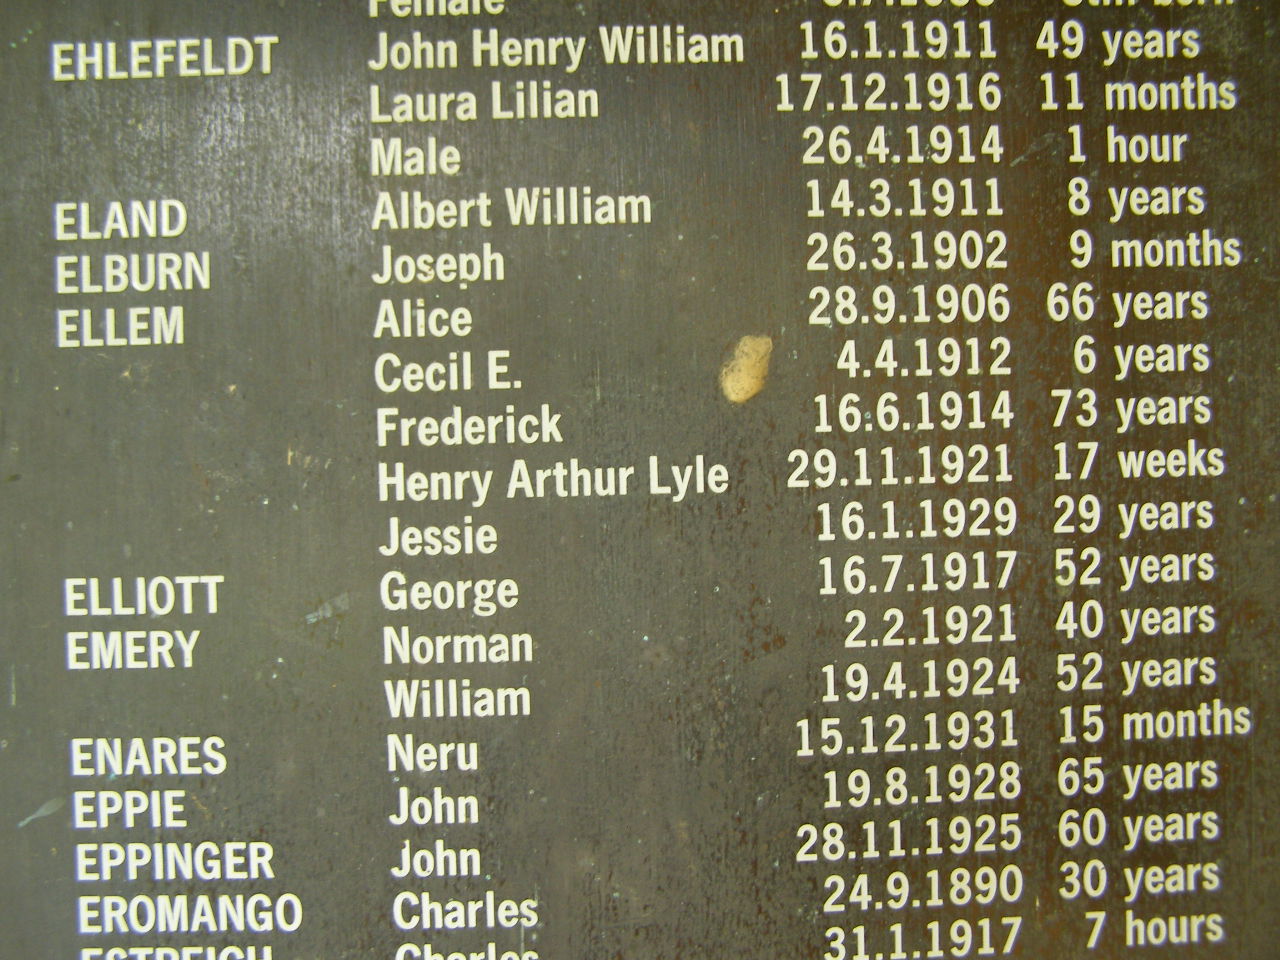 Female
EHLEFELDT John Henry William 16.1.1911 49 years
Laura Lilian 17.12.1916 11 months
Male 26.4.1914 1 hour
ELAND Albert William 14.3.1911 8 years
ELBURN Joseph 26.3.1902 9 months
ELLEM Alice 28.9.1906 66 years
Cecil E. 4.4.1912 6 years
Frederick 16.6.1914 73 years
Henry Arthur Lyle 29.11.1921 17 weeks
Jessie 16.1.1929 29 years
ELLIOTT George 16.7.1917 52 years
EMERY Norman 2.2.1921 40 years
William 19.4.1924 52 years
ENARES Neru 15.12.1931 15 months
EPPIE John 19.8.1928 65 years
EPPINGER John 28.11.1925 60 years
EROMANGO Charles 24.9.1890 30 years
ESTREICH Charles 31.1.1917 7 hours